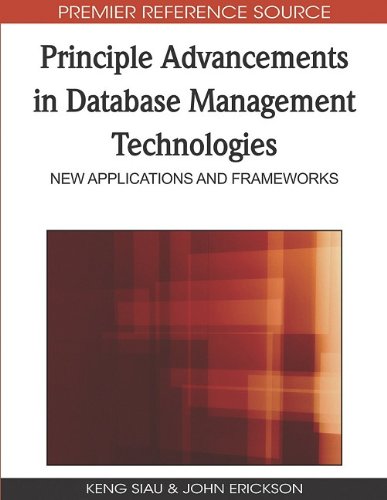 PREMIER REFERENCE SOURCE
Principle Advancements
in Database Management
Technologies
NEW APPLICATIONS AND FRAMEWORKS
KENG SIAU & JOHN ERICKSON